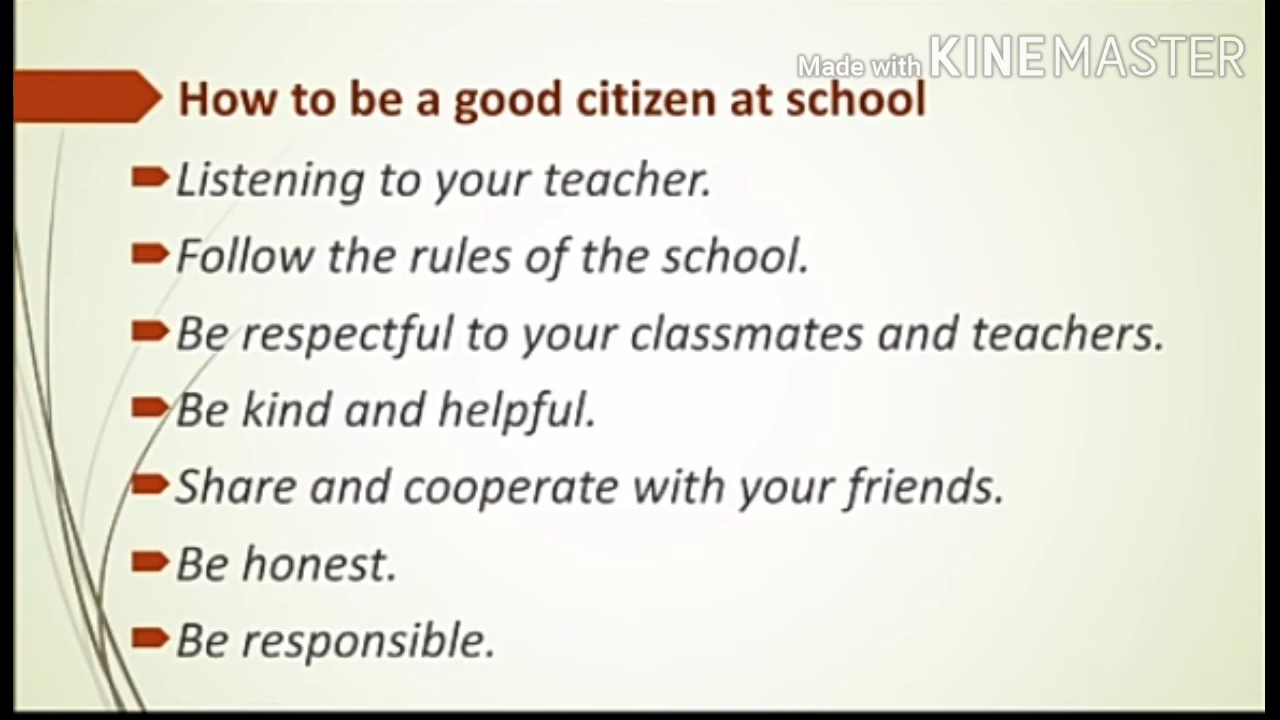 Made with KINEMASTER
How to be a good citizen at school
Listening to your teacher.
Follow the rules of the school.
Be respectful to your classmates and teachers.
Be kind and helpful.
Share and cooperate with your friends.
Be honest.
Be responsible.